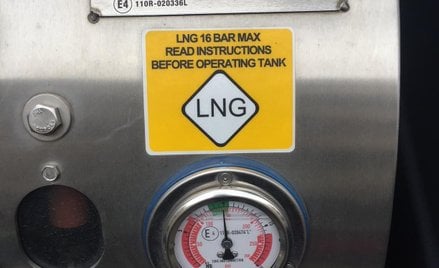 E4 110R-020336L
LNG 16 BAR MAX
READ INSTRUCTIONS
BEFORE OPERATING TANK
LNG